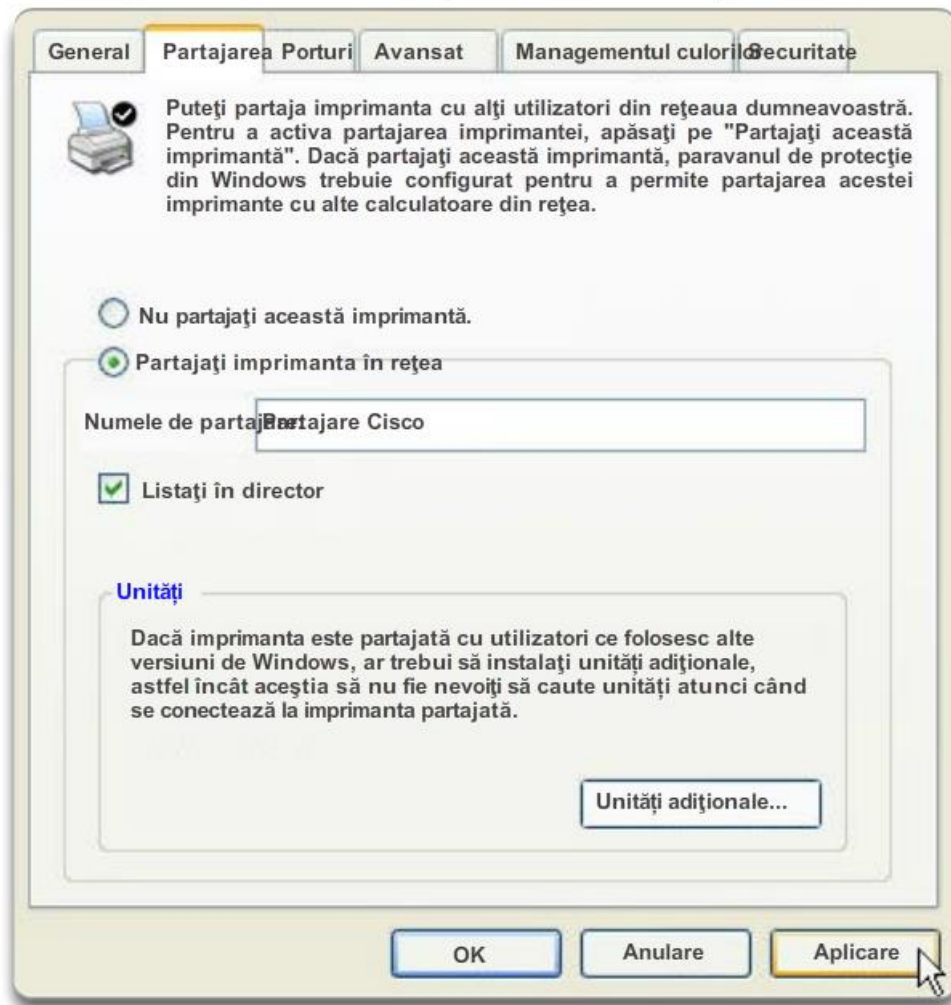 General Partajarea Porturi Avansat Managementul culorilor Securitate
Puteţi partaja imprimanta cu alţi utilizatori din reţeaua dumneavoastră.
Pentru a activa partajarea imprimantei, apăsaţi pe "Partajaţi această
imprimantă". Dacă partajaţi această imprimantă, paravanul de protecţie
din Windows trebuie configurat pentru a permite partajarea acestei
imprimante cu alte calculatoare din reţea.
Nu partajaţi această imprimantă.
Partajaţi imprimanta în reţea
Numele de partajare: Partajare Cisco
Listaţi în director
Unităţi
Dacă imprimanta este partajată cu utilizatori ce folosesc alte
versiuni de Windows, ar trebui să instalaţi unităţi adiţionale,
astfel încât aceştia să nu fie nevoiţi să caute unităţi atunci când
se conectează la imprimanta partajată.
Unităţi adiţionale...
OK Anulare Aplicare